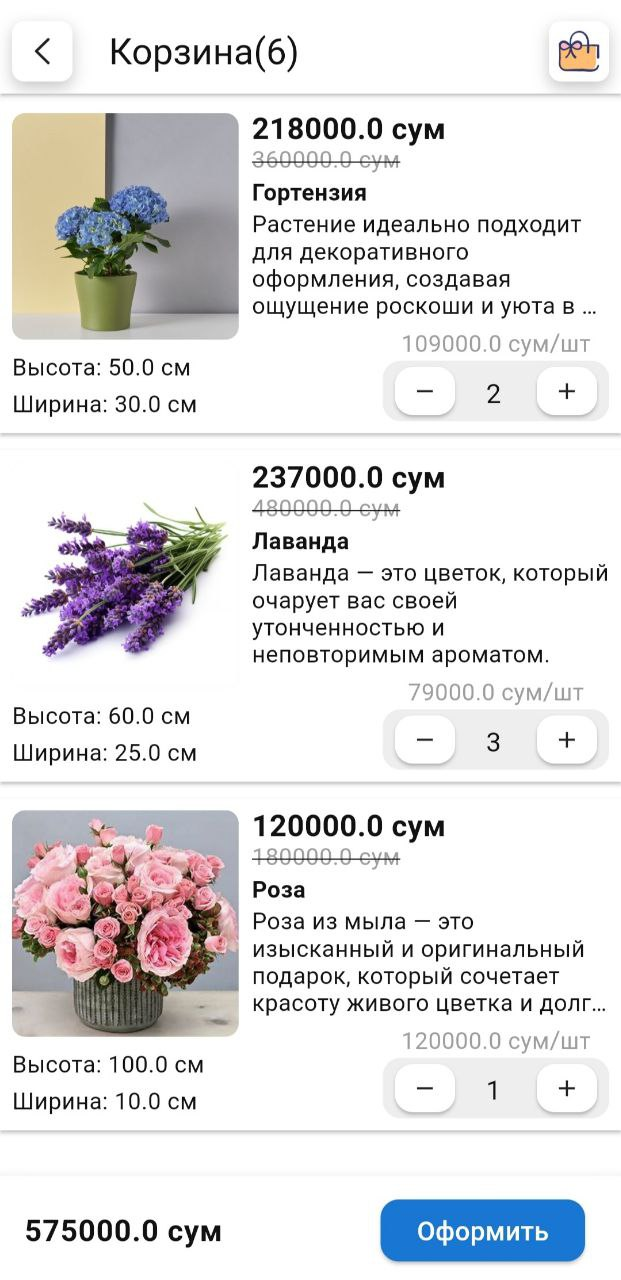 Корзина(6)
218000.0 сум
360000.0 сум
Гортензия
Растение идеально подходит
для декоративного
оформления, создавая
ощущение роскоши и уюта в ...
109000.0 сум/шт
Высота: 50.0 см
Ширина: 30.0 см
− 2 +
237000.0 сум
480000.0 сум
Лаванда
Лаванда — это цветок, который
очарует вас своей
утонченностью и
неповторимым ароматом.
79000.0 сум/шт
Высота: 60.0 см
Ширина: 25.0 см
− 3 +
120000.0 сум
180000.0 сум
Роза
Роза из мыла — это
изысканный и оригинальный
подарок, который сочетает
красоту живого цветка и долг...
120000.0 сум/шт
Высота: 100.0 см
Ширина: 10.0 см
− 1 +
575000.0 сум
Оформить